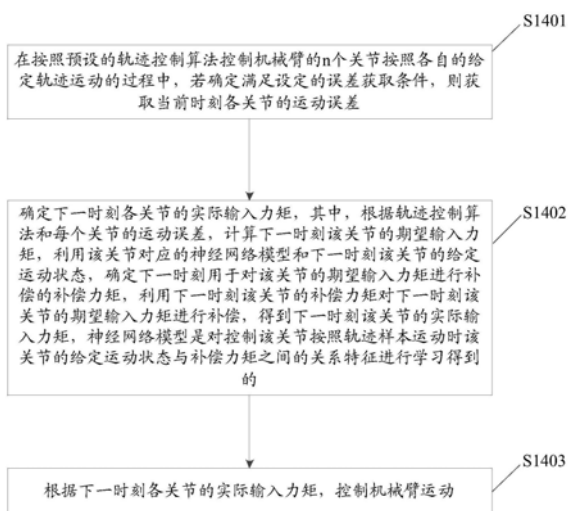 S1401
在按照预设的轨迹控制算法控制机械臂的n个关节按照各自的给
定轨迹运动的过程中，若确定满足设定的误差获取条件，则获
取当前时刻各关节的运动误差
S1402
确定下一时刻各关节的实际输入力矩，其中，根据轨迹控制算
法和每个关节的运动误差，计算下一时刻该关节的期望输入力
矩，利用该关节对应的神经网络模型和下一时刻该关节的给定
运动状态，确定下一时刻用于对该关节的期望输入力矩进行补
偿的补偿力矩，利用下一时刻该关节的补偿力矩对下一时刻该
关节的期望输入力矩进行补偿，得到下一时刻该关节的实际输
入力矩，神经网络模型是对控制该关节按照轨迹样本运动时该
关节的给定运动状态与补偿力矩之间的关系特征进行学习得到
的
S1403
根据下一时刻各关节的实际输入力矩，控制机械臂运动